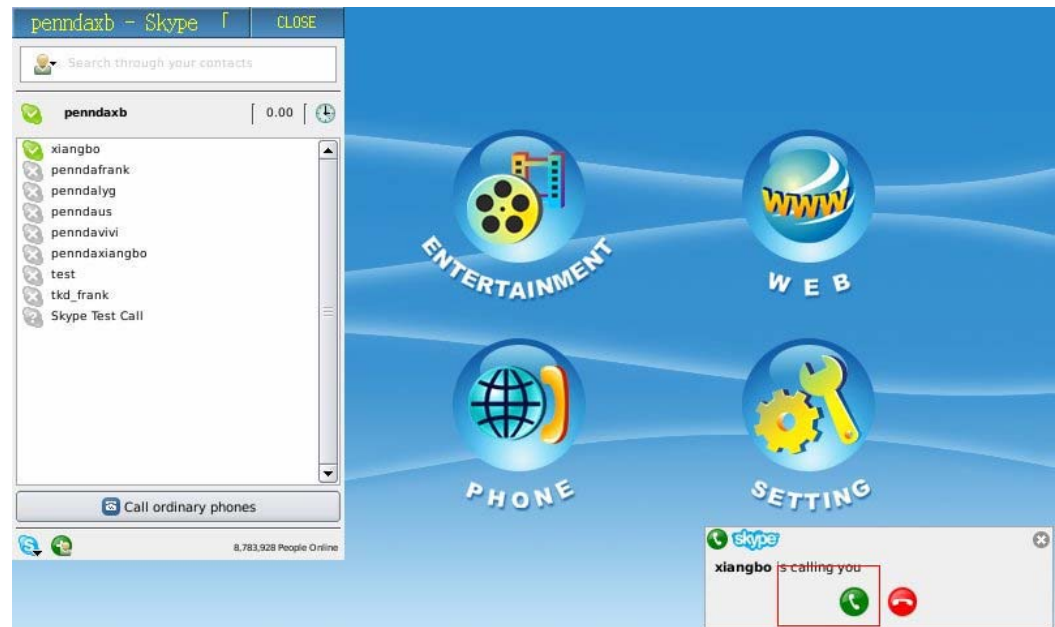 penndaxb - Skype
CLOSE
Search through your contacts
penndaxb
0.00
xiangbo
penndafrank
penndalyg
penndaus
penndavivi
penndaxiangbo
test
tkd_frank
Skype Test Call
Call ordinary phones
8,783,928 People Online
ENTERTAINMENT
WWW
WEB
PHONE
SETTING
skype
xiangbo is calling you